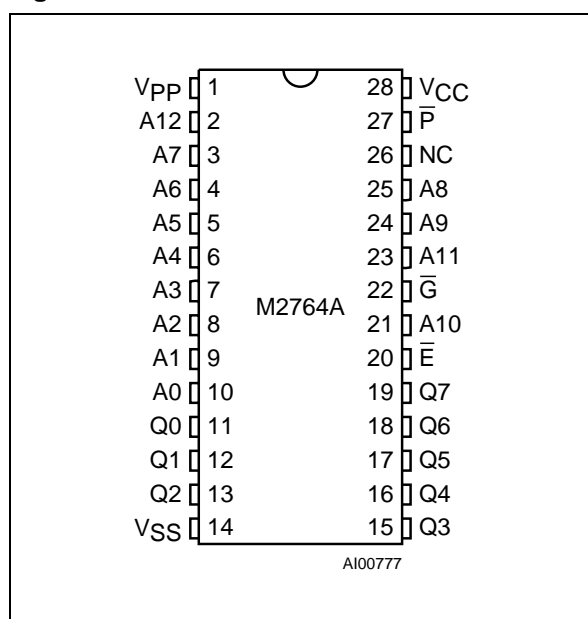 VPP 1 28 VCC
A12 2 27 P̅
A7 3 26 NC
A6 4 25 A8
A5 5 24 A9
A4 6 23 A11
A3 7 22 G̅
M2764A
A2 8 21 A10
A1 9 20 E̅
A0 10 19 Q7
Q0 11 18 Q6
Q1 12 17 Q5
Q2 13 16 Q4
VSS 14 15 Q3
AI00777